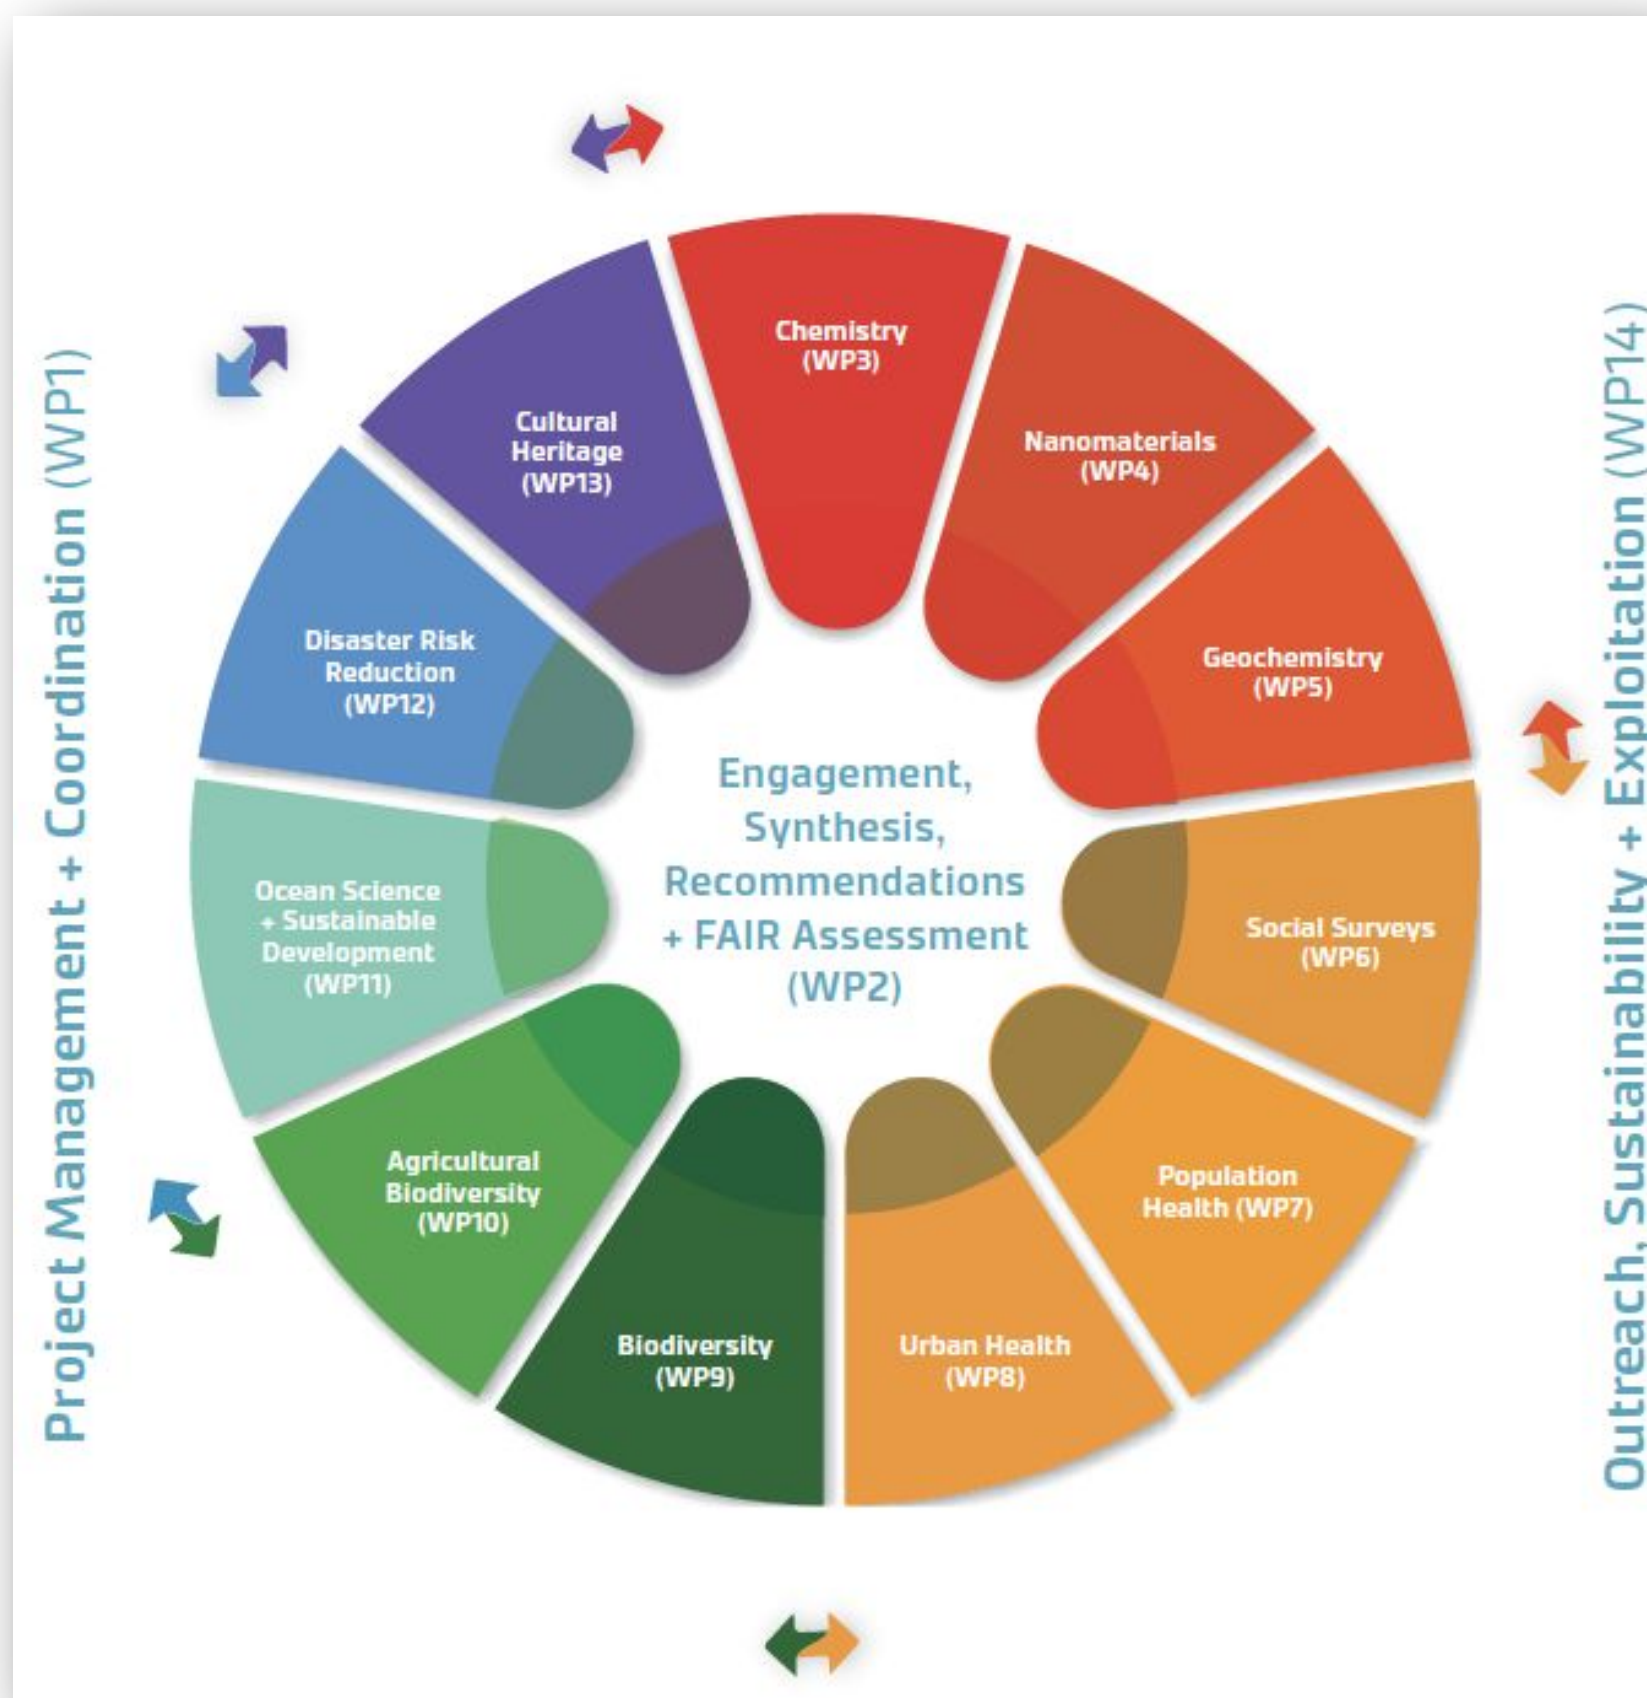 Project Management + Coordination (WP1)
Chemistry
(WP3)
Nanomaterials
(WP4)
Geochemistry
(WP5)
Social Surveys
(WP6)
Population
Health (WP7)
Urban Health
(WP8)
Biodiversity
(WP9)
Agricultural
Biodiversity
(WP10)
Ocean Science
+ Sustainable
Development
(WP11)
Disaster Risk
Reduction
(WP12)
Cultural
Heritage
(WP13)
Engagement,
Synthesis,
Recommendations
+ FAIR Assessment
(WP2)
Outreach, Sustainability + Exploitation (WP14)